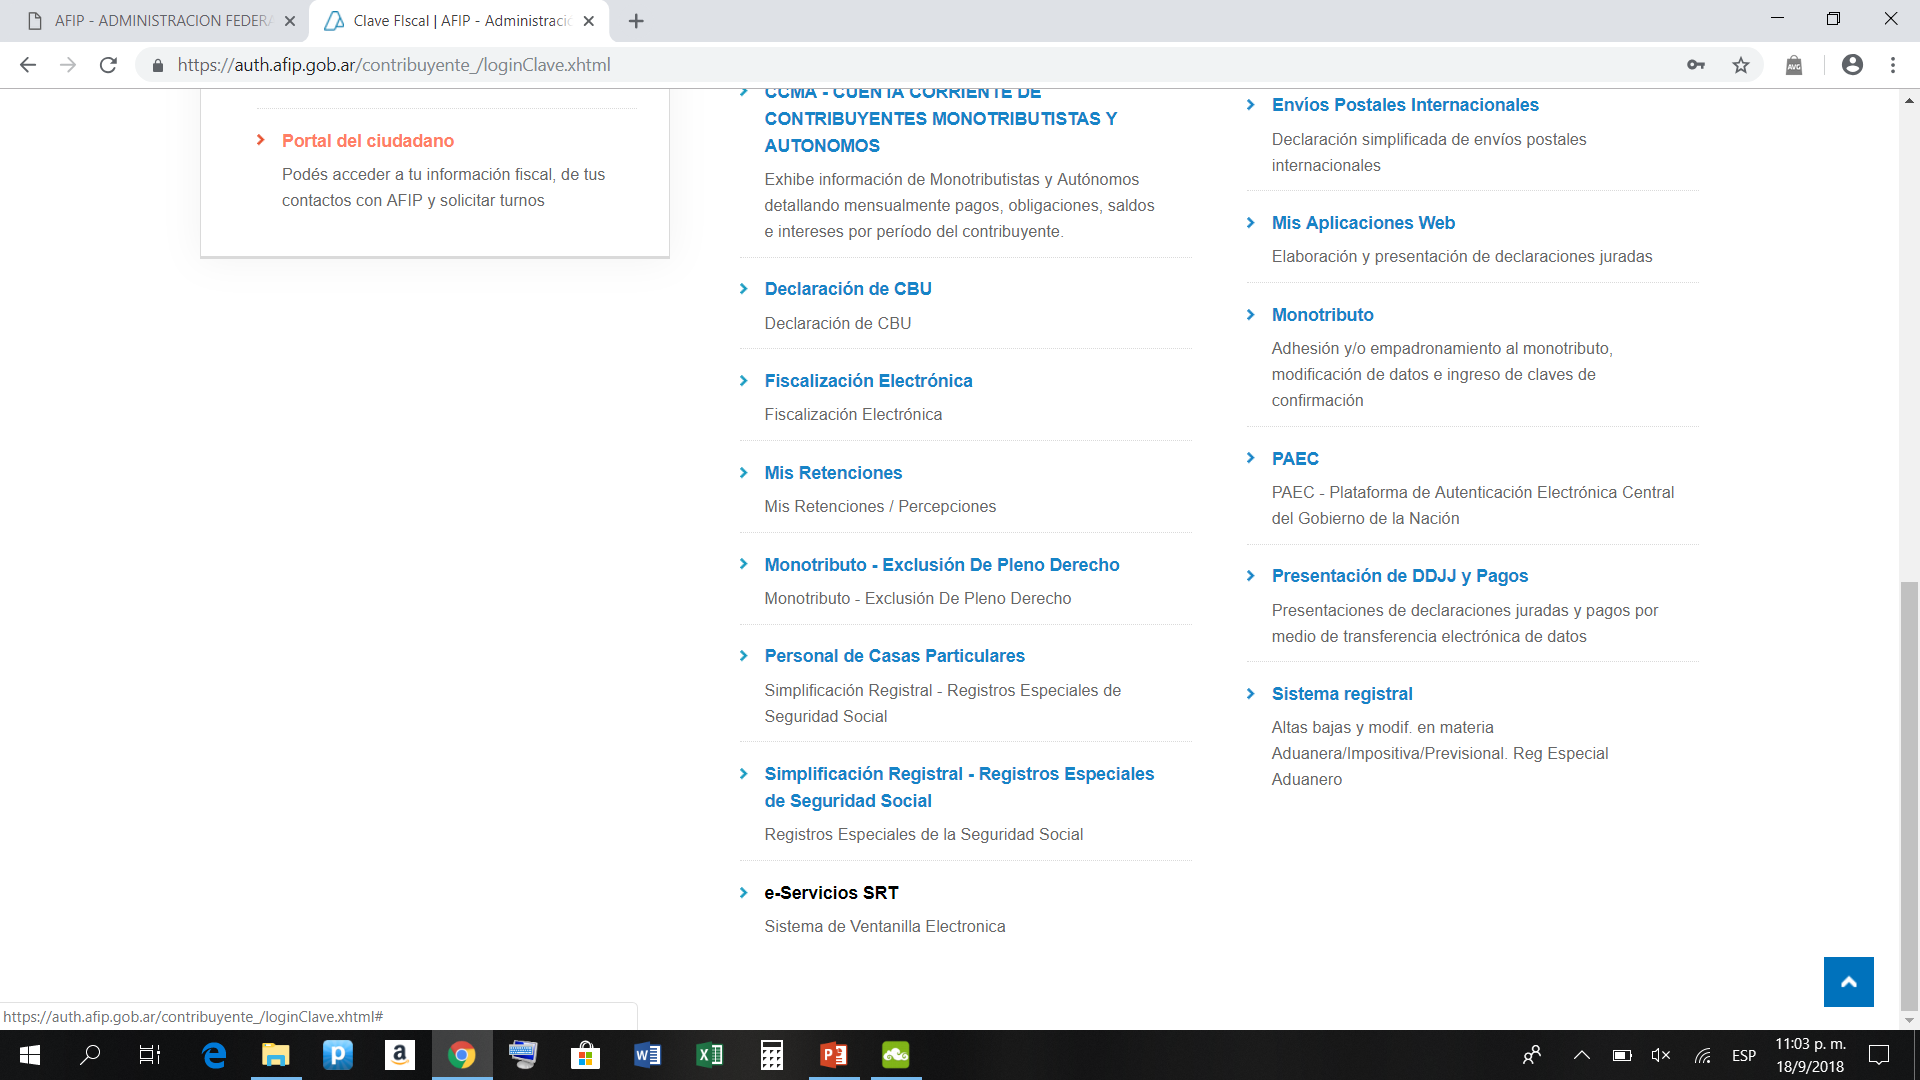 AFIP - ADMINISTRACION FEDERA
Clave FIscal | AFIP - Administracio
https://auth.afip.gob.ar/contribuyente_/loginClave.xhtml
AVG
Portal del ciudadano
Podés acceder a tu información fiscal, de tus
contactos con AFIP y solicitar turnos
CCMA - CUENTA CORRIENTE DE
CONTRIBUYENTES MONOTRIBUTISTAS Y
AUTONOMOS
Exhibe información de Monotributistas y Autónomos
detallando mensualmente pagos, obligaciones, saldos
e intereses por período del contribuyente.
Declaración de CBU
Declaración de CBU
Fiscalización Electrónica
Fiscalización Electrónica
Mis Retenciones
Mis Retenciones / Percepciones
Monotributo - Exclusión De Pleno Derecho
Monotributo - Exclusión De Pleno Derecho
Personal de Casas Particulares
Simplificación Registral - Registros Especiales de
Seguridad Social
Simplificación Registral - Registros Especiales
de Seguridad Social
Registros Especiales de la Seguridad Social
e-Servicios SRT
Sistema de Ventanilla Electronica
Envíos Postales Internacionales
Declaración simplificada de envíos postales
internacionales
Mis Aplicaciones Web
Elaboración y presentación de declaraciones juradas
Monotributo
Adhesión y/o empadronamiento al monotributo,
modificación de datos e ingreso de claves de
confirmación
PAEC
PAEC - Plataforma de Autenticación Electrónica Central
del Gobierno de la Nación
Presentación de DDJJ y Pagos
Presentaciones de declaraciones juradas y pagos por
medio de transferencia electrónica de datos
Sistema registral
Altas bajas y modif. en materia
Aduanera/Impositiva/Previsional. Reg Especial
Aduanero
https://auth.afip.gob.ar/contribuyente_/loginClave.xhtml#
ESP
11:03 p. m.
18/9/2018